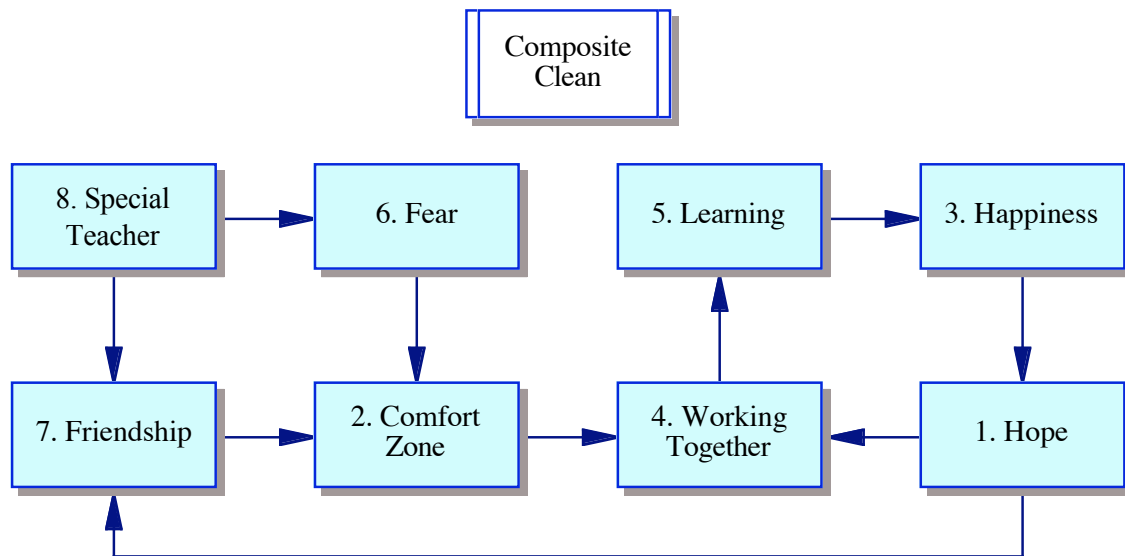 Composite
Clean
8. Special
Teacher
6. Fear
5. Learning
3. Happiness
7. Friendship
2. Comfort
Zone
4. Working
Together
1. Hope